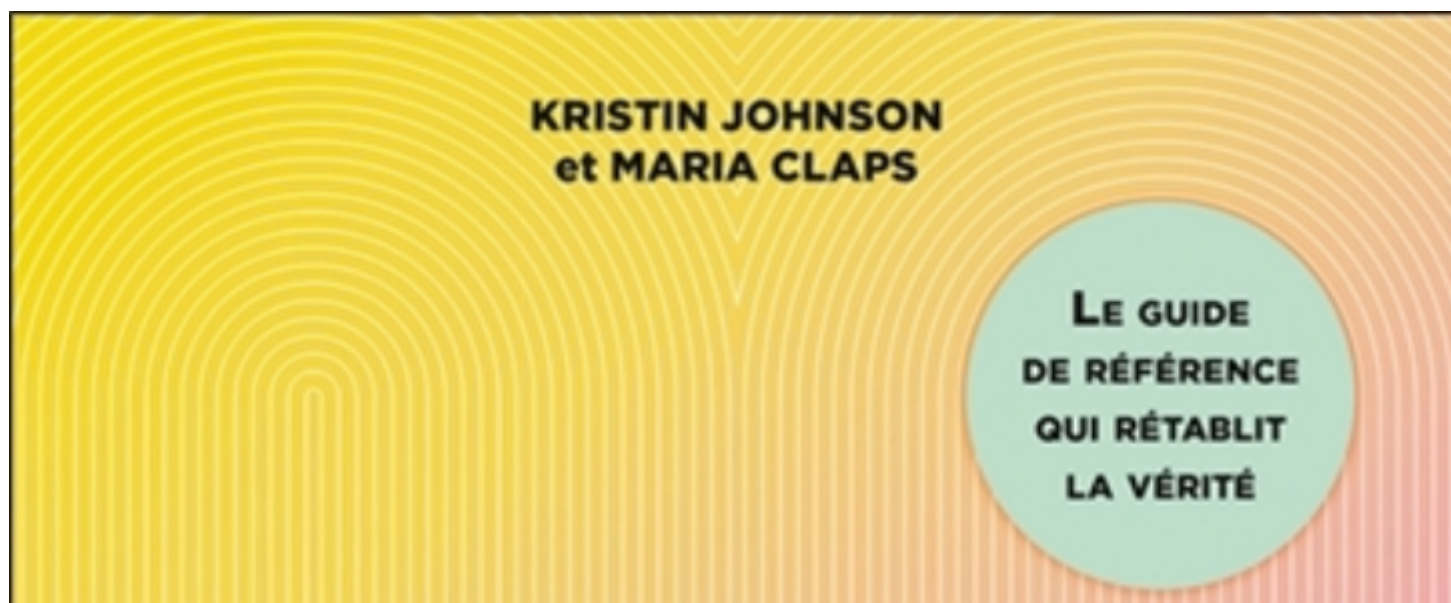 KRISTIN JOHNSON
et MARIA CLAPS
LE GUIDE
DE RÉFÉRENCE
QUI RÉTABLIT
LA VÉRITÉ